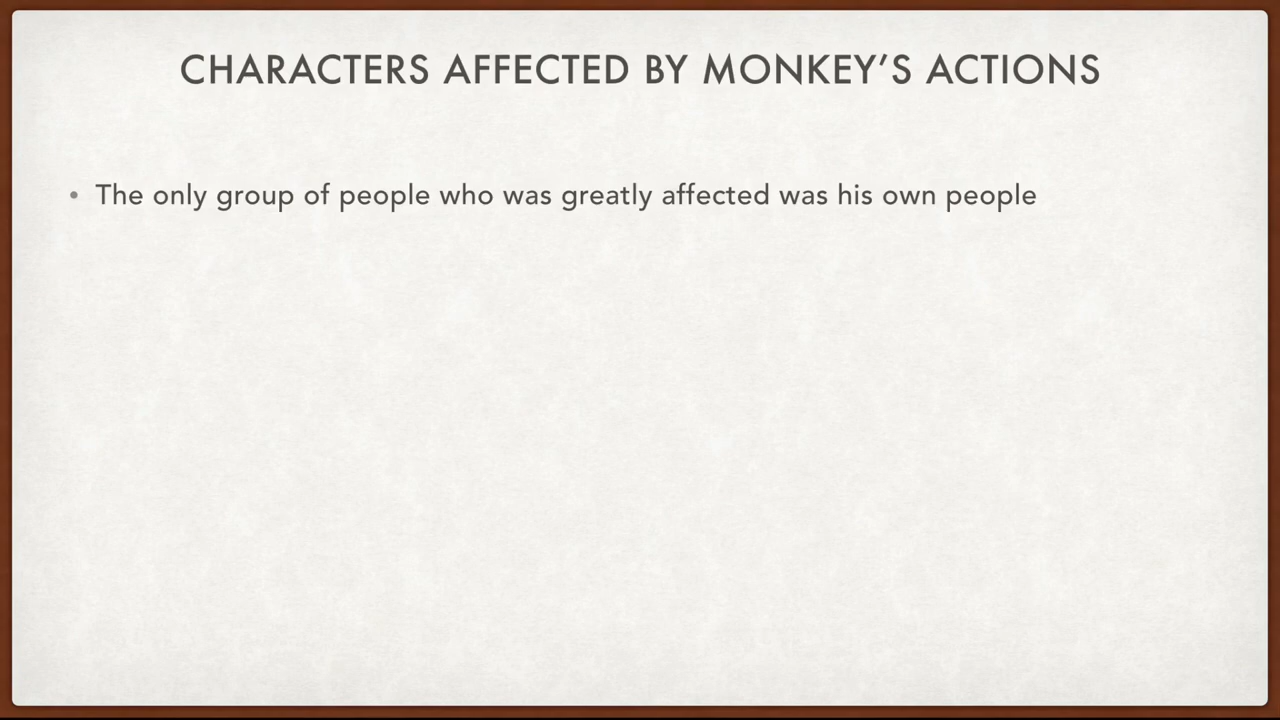 CHARACTERS AFFECTED BY MONKEY’S ACTIONS
• The only group of people who was greatly affected was his own people